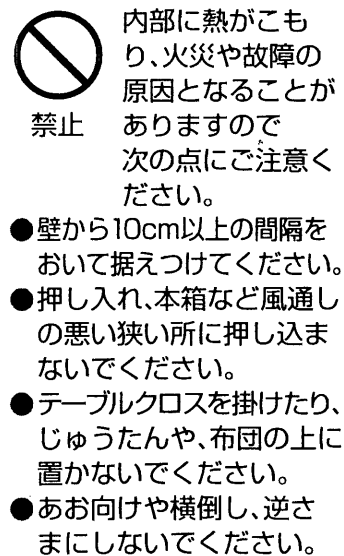 内部に熱がこも
り、火災や故障の
原因となることが
禁止
ありますので
次の点にご注意く
ださい。
●壁から10cm以上の間隔を
おいて据えつけてください。
●押し入れ、本箱など風通し
の悪い狭い所に押し込ま
ないでください。
●テーブルクロスを掛けたり、
じゅうたんや、布団の上に
置かないでください。
●あお向けや横倒し、逆さ
まにしないでください。